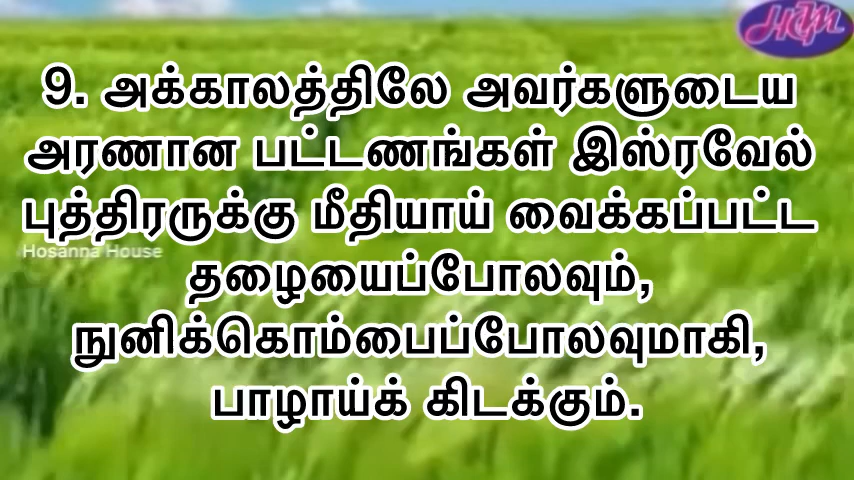 HGM
9. அக்காலத்திலே அவர்களுடைய
அரணான பட்டணங்கள் இஸ்ரவேல்
புத்திரருக்கு மீதியாய் வைக்கப்பட்ட
Hosanna House
தழையைப்போலவும்,
நுனிக்கொம்பைப்போலவுமாகி,
பாழாய்க் கிடக்கும்.